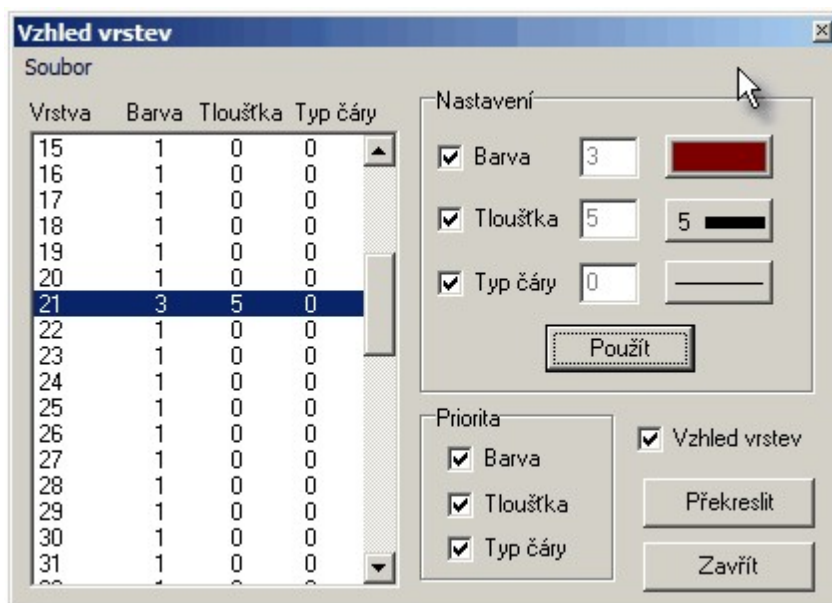 Vzhled vrstev
Soubor
Vrstva Barva Tloušťka Typ čáry
15 1 0 0
16 1 0 0
17 1 0 0
18 1 0 0
19 1 0 0
20 1 0 0
21 3 5 0
22 1 0 0
23 1 0 0
24 1 0 0
25 1 0 0
26 1 0 0
27 1 0 0
28 1 0 0
29 1 0 0
30 1 0 0
31 1 0 0
Nastavení
Barva 3
Tloušťka 5 5
Typ čáry 0
Použít
Priorita
Barva
Tloušťka
Typ čáry
Vzhled vrstev
Překreslit
Zavřít